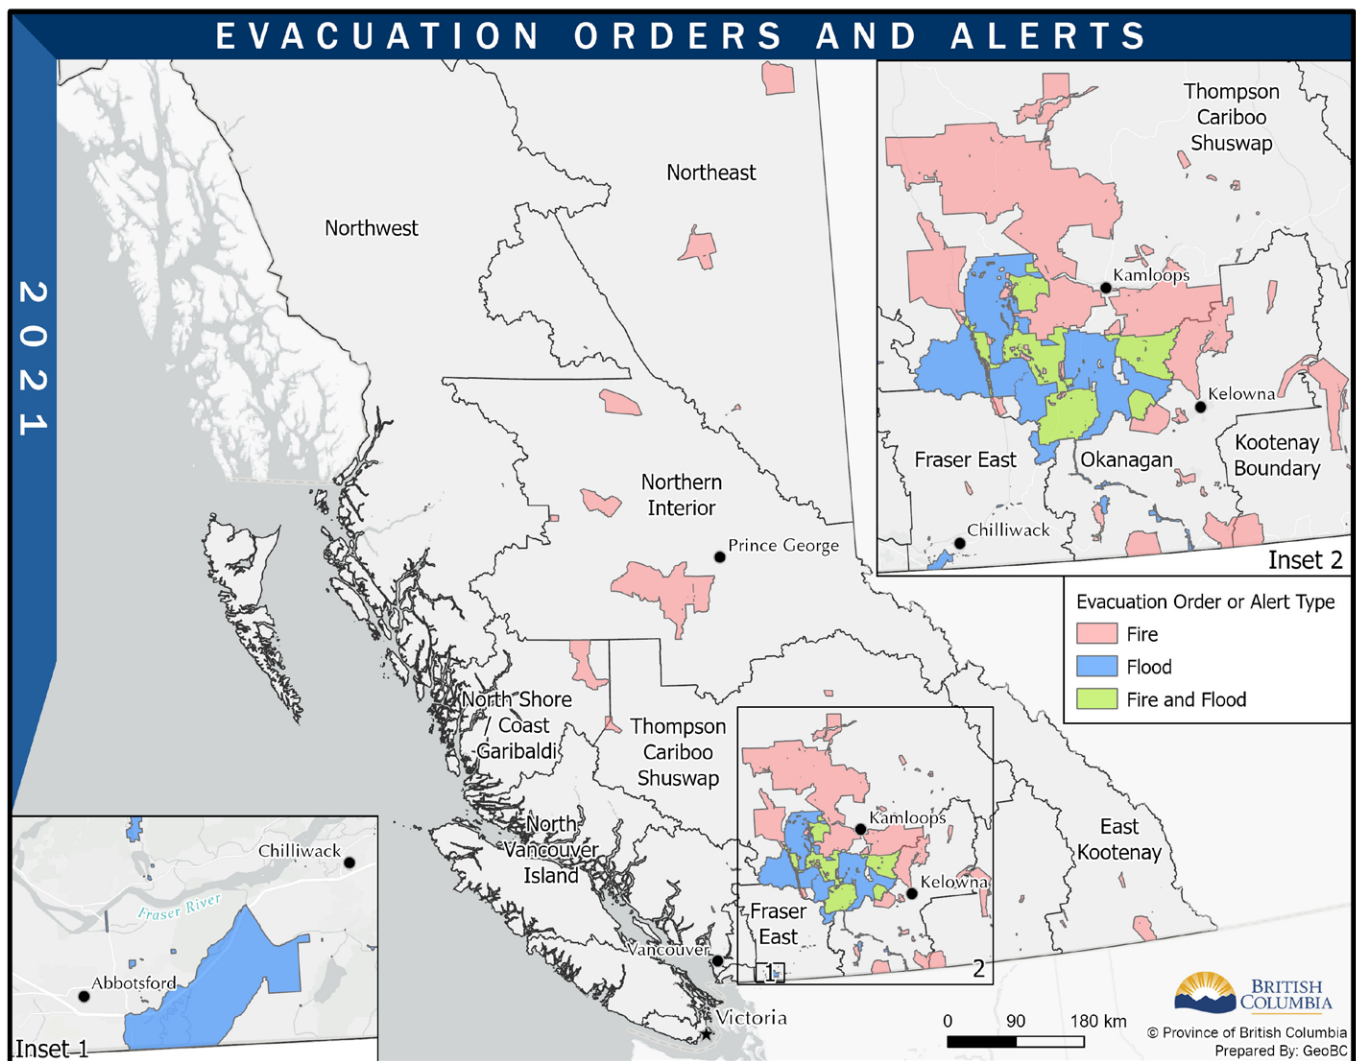 EVACUATION ORDERS AND ALERTS
2021
Northwest
Northeast
Northern
Interior
Prince George
North Shore
/ Coast
Garibaldi
Thompson
Cariboo
Shuswap
North
Vancouver
Island
Kamloops
Kelowna
East
Kootenay
Fraser
East
Vancouver
Victoria
1
2
Thompson
Cariboo
Shuswap
Kamloops
Kelowna
Kootenay
Boundary
Fraser East
Okanagan
Chilliwack
Inset 2
Evacuation Order or Alert Type
Fire
Flood
Fire and Flood
Chilliwack
Fraser River
Abbotsford
Inset 1
0 90 180 km
BRITISH
COLUMBIA
© Province of British Columbia
Prepared By: GeoBC